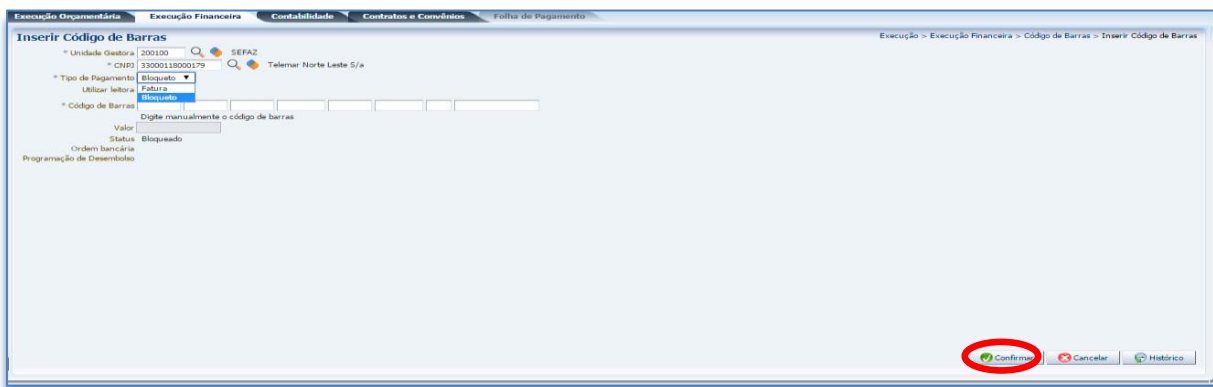 Execução Orçamentária Execução Financeira Contabilidade Contratos e Convênios Folha de Pagamento
Inserir Código de Barras
Execução > Execução Financeira > Código de Barras > Inserir Código de Barras
* Unidade Gestora 200100 SEFAZ
* CNPJ 33000118000179 Telemar Norte Leste S/a
* Tipo de Pagamento Bloqueto
Utilizar leitora Fatura
Bloqueto
* Código de Barras
Digite manualmente o código de barras
Valor
Status Bloqueado
Ordem bancária
Programação de Desembolso
Confirmar Cancelar Histórico